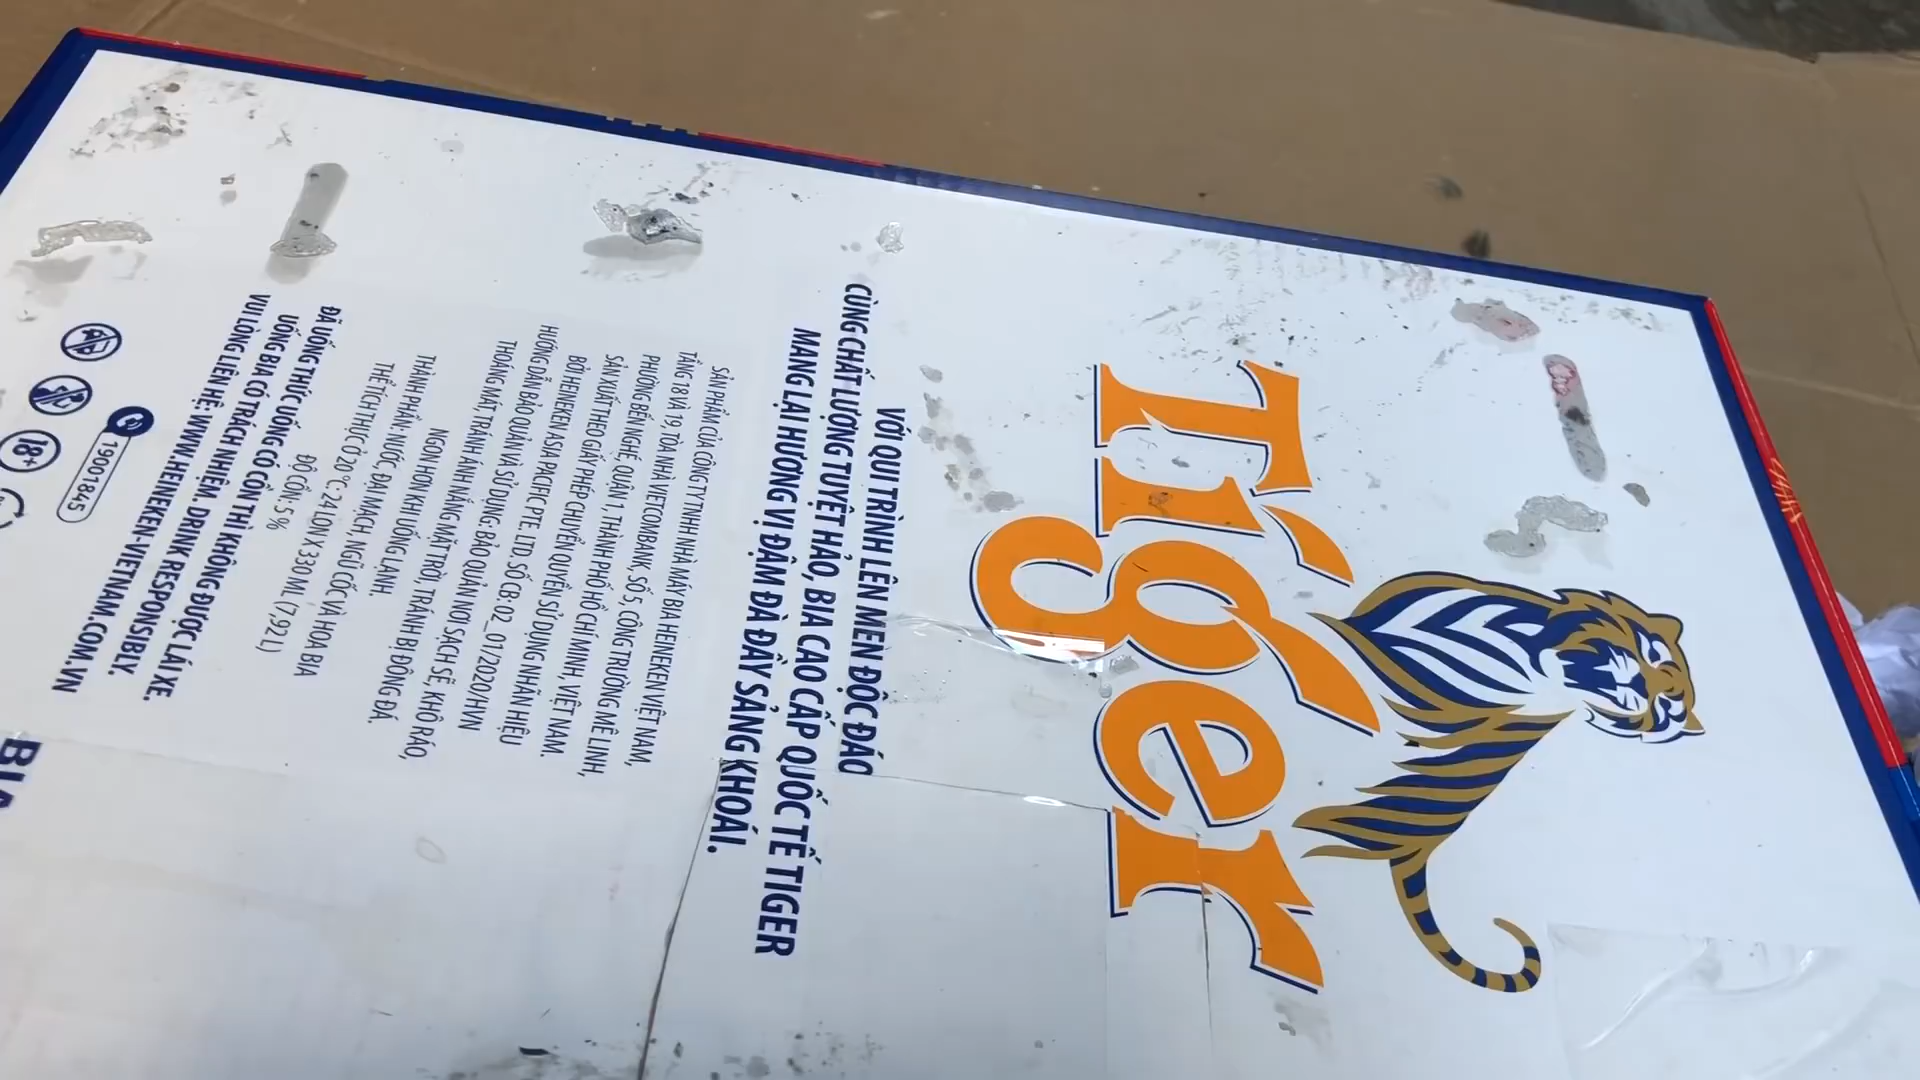 Tiger
VỚI QUI TRÌNH LÊN MEN ĐỘC ĐÁO
CÙNG CHẤT LƯỢNG TUYỆT HẢO, BIA CAO CẤP QUỐC TẾ TIGER
MANG LẠI HƯƠNG VỊ ĐẬM ĐÀ ĐẦY SẢNG KHOÁI.
SẢN PHẨM CỦA CÔNG TY TNHH NHÀ MÁY BIA HEINEKEN VIỆT NAM,
TẦNG 18 VÀ 19, TÒA NHÀ VIETCOMBANK, SỐ 5, CÔNG TRƯỜNG MÊ LINH,
PHƯỜNG BẾN NGHÉ, QUẬN 1, THÀNH PHỐ HỒ CHÍ MINH, VIỆT NAM.
SẢN XUẤT THEO GIẤY PHÉP CHUYỂN QUYỀN SỬ DỤNG NHÃN HIỆU
BỞI HEINEKEN ASIA PACIFIC PTE. LTD. SỐ CB: 02_01/2020/HVN
HƯỚNG DẪN BẢO QUẢN VÀ SỬ DỤNG: BẢO QUẢN NƠI SẠCH SẼ, KHÔ RÁO,
THOÁNG MÁT, TRÁNH ÁNH NẮNG MẶT TRỜI, TRÁNH BỊ ĐÔNG ĐÁ,
NGON HƠN KHI UỐNG LẠNH.
THÀNH PHẦN: NƯỚC, ĐẠI MẠCH, NGŨ CỐC VÀ HOA BIA
THỂ TÍCH THỰC Ở 20°C: 24 LON X 330 ML (7,92 L)
ĐỘ CỒN: 5 %
ĐÃ UỐNG THỨC UỐNG CÓ CỒN THÌ KHÔNG ĐƯỢC LÁI XE.
UỐNG BIA CÓ TRÁCH NHIỆM. DRINK RESPONSIBLY.
VUI LÒNG LIÊN HỆ: WWW.HEINEKEN-VIETNAM.COM.VN
19001845
18+
BIA